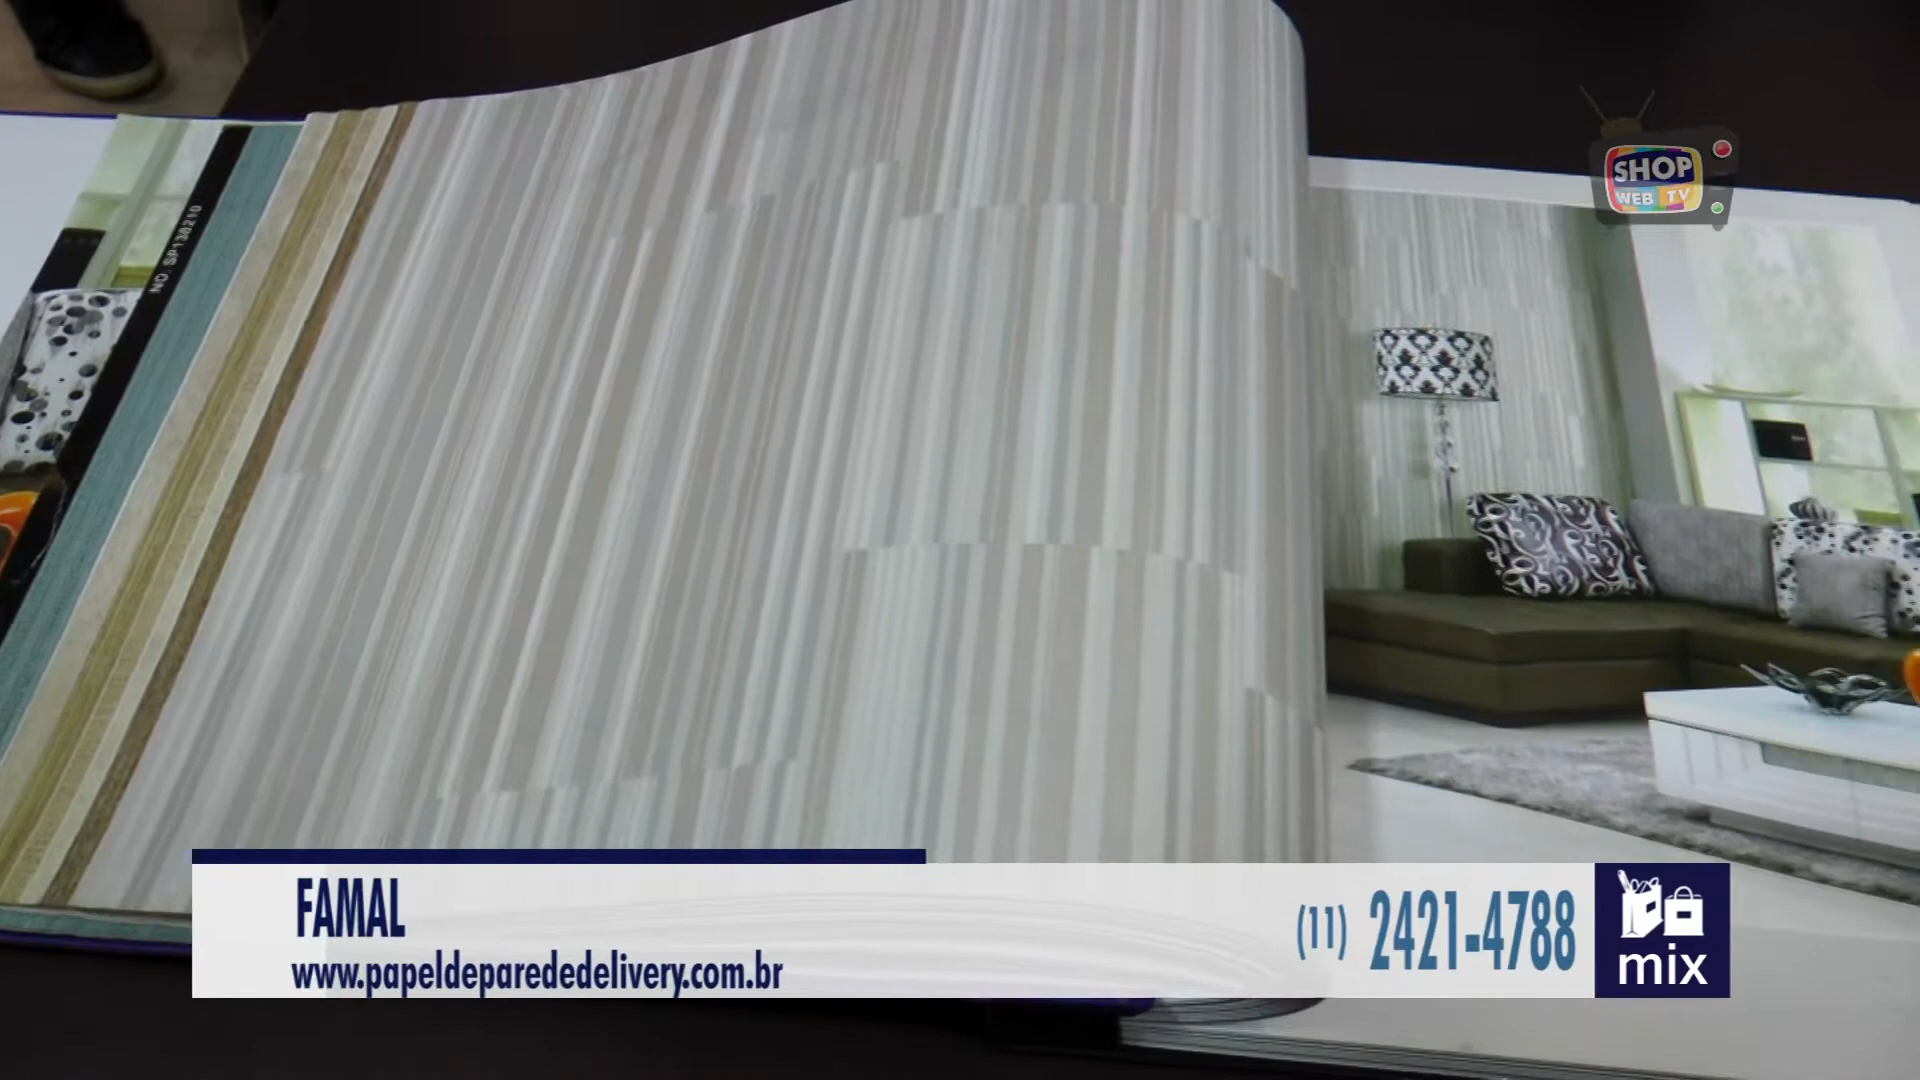 SHOP
WEB TV
NO. SP138210
FAMAL
www.papeldeparededelivery.com.br
(11) 2421-4788
mix